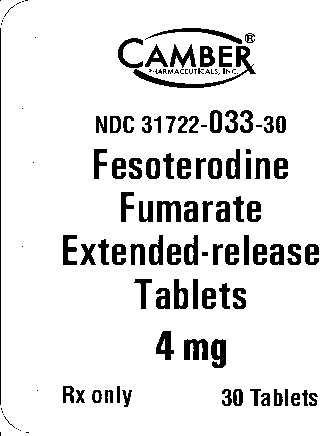 CAMBER®
PHARMACEUTICALS, INC.
NDC 31722-033-30
Fesoterodine
Fumarate
Extended-release
Tablets
4 mg
Rx only 30 Tablets